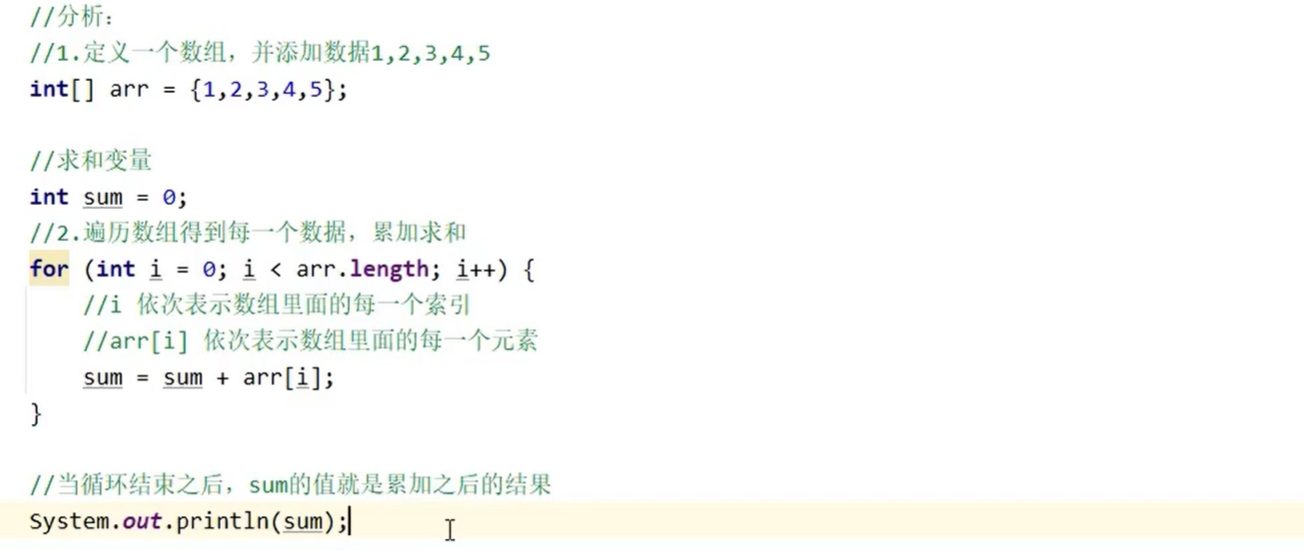 //分析：
//1.定义一个数组，并添加数据1,2,3,4,5
int[] arr = {1,2,3,4,5};
//求和变量
int sum = 0;
//2.遍历数组得到每一个数据，累加求和
for (int i = 0; i < arr.length; i++) {
//i 依次表示数组里面的每一个索引
//arr[i] 依次表示数组里面的每一个元素
sum = sum + arr[i];
}
//当循环结束之后，sum的值就是累加之后的结果
System.out.println(sum);